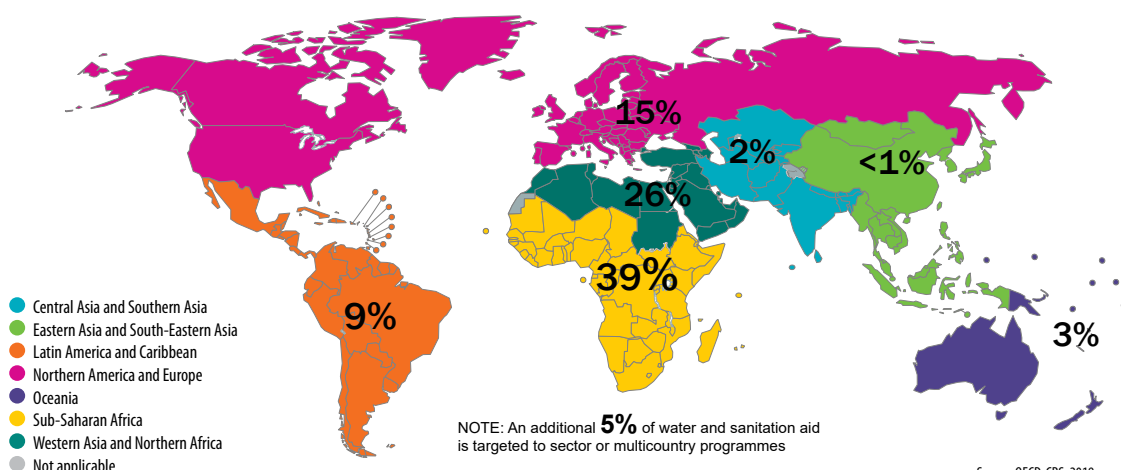 15%
2%
<1%
26%
39%
9%
3%
Central Asia and Southern Asia
Eastern Asia and South-Eastern Asia
Latin America and Caribbean
Northern America and Europe
Oceania
Sub-Saharan Africa
Western Asia and Northern Africa
Not applicable
NOTE: An additional 5% of water and sanitation aid
is targeted to sector or multicountry programmes